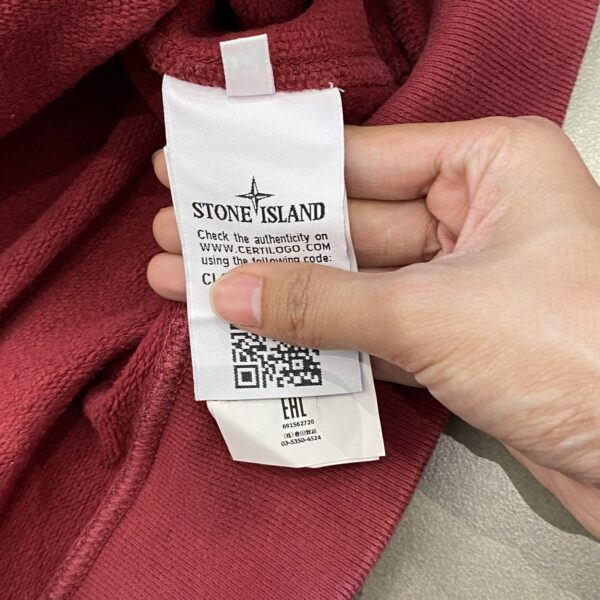 STONE ISLAND
Check the authenticity on
WWW.CERTILOGO.COM
using the following code:
EAC
691562720
03-5350-4524